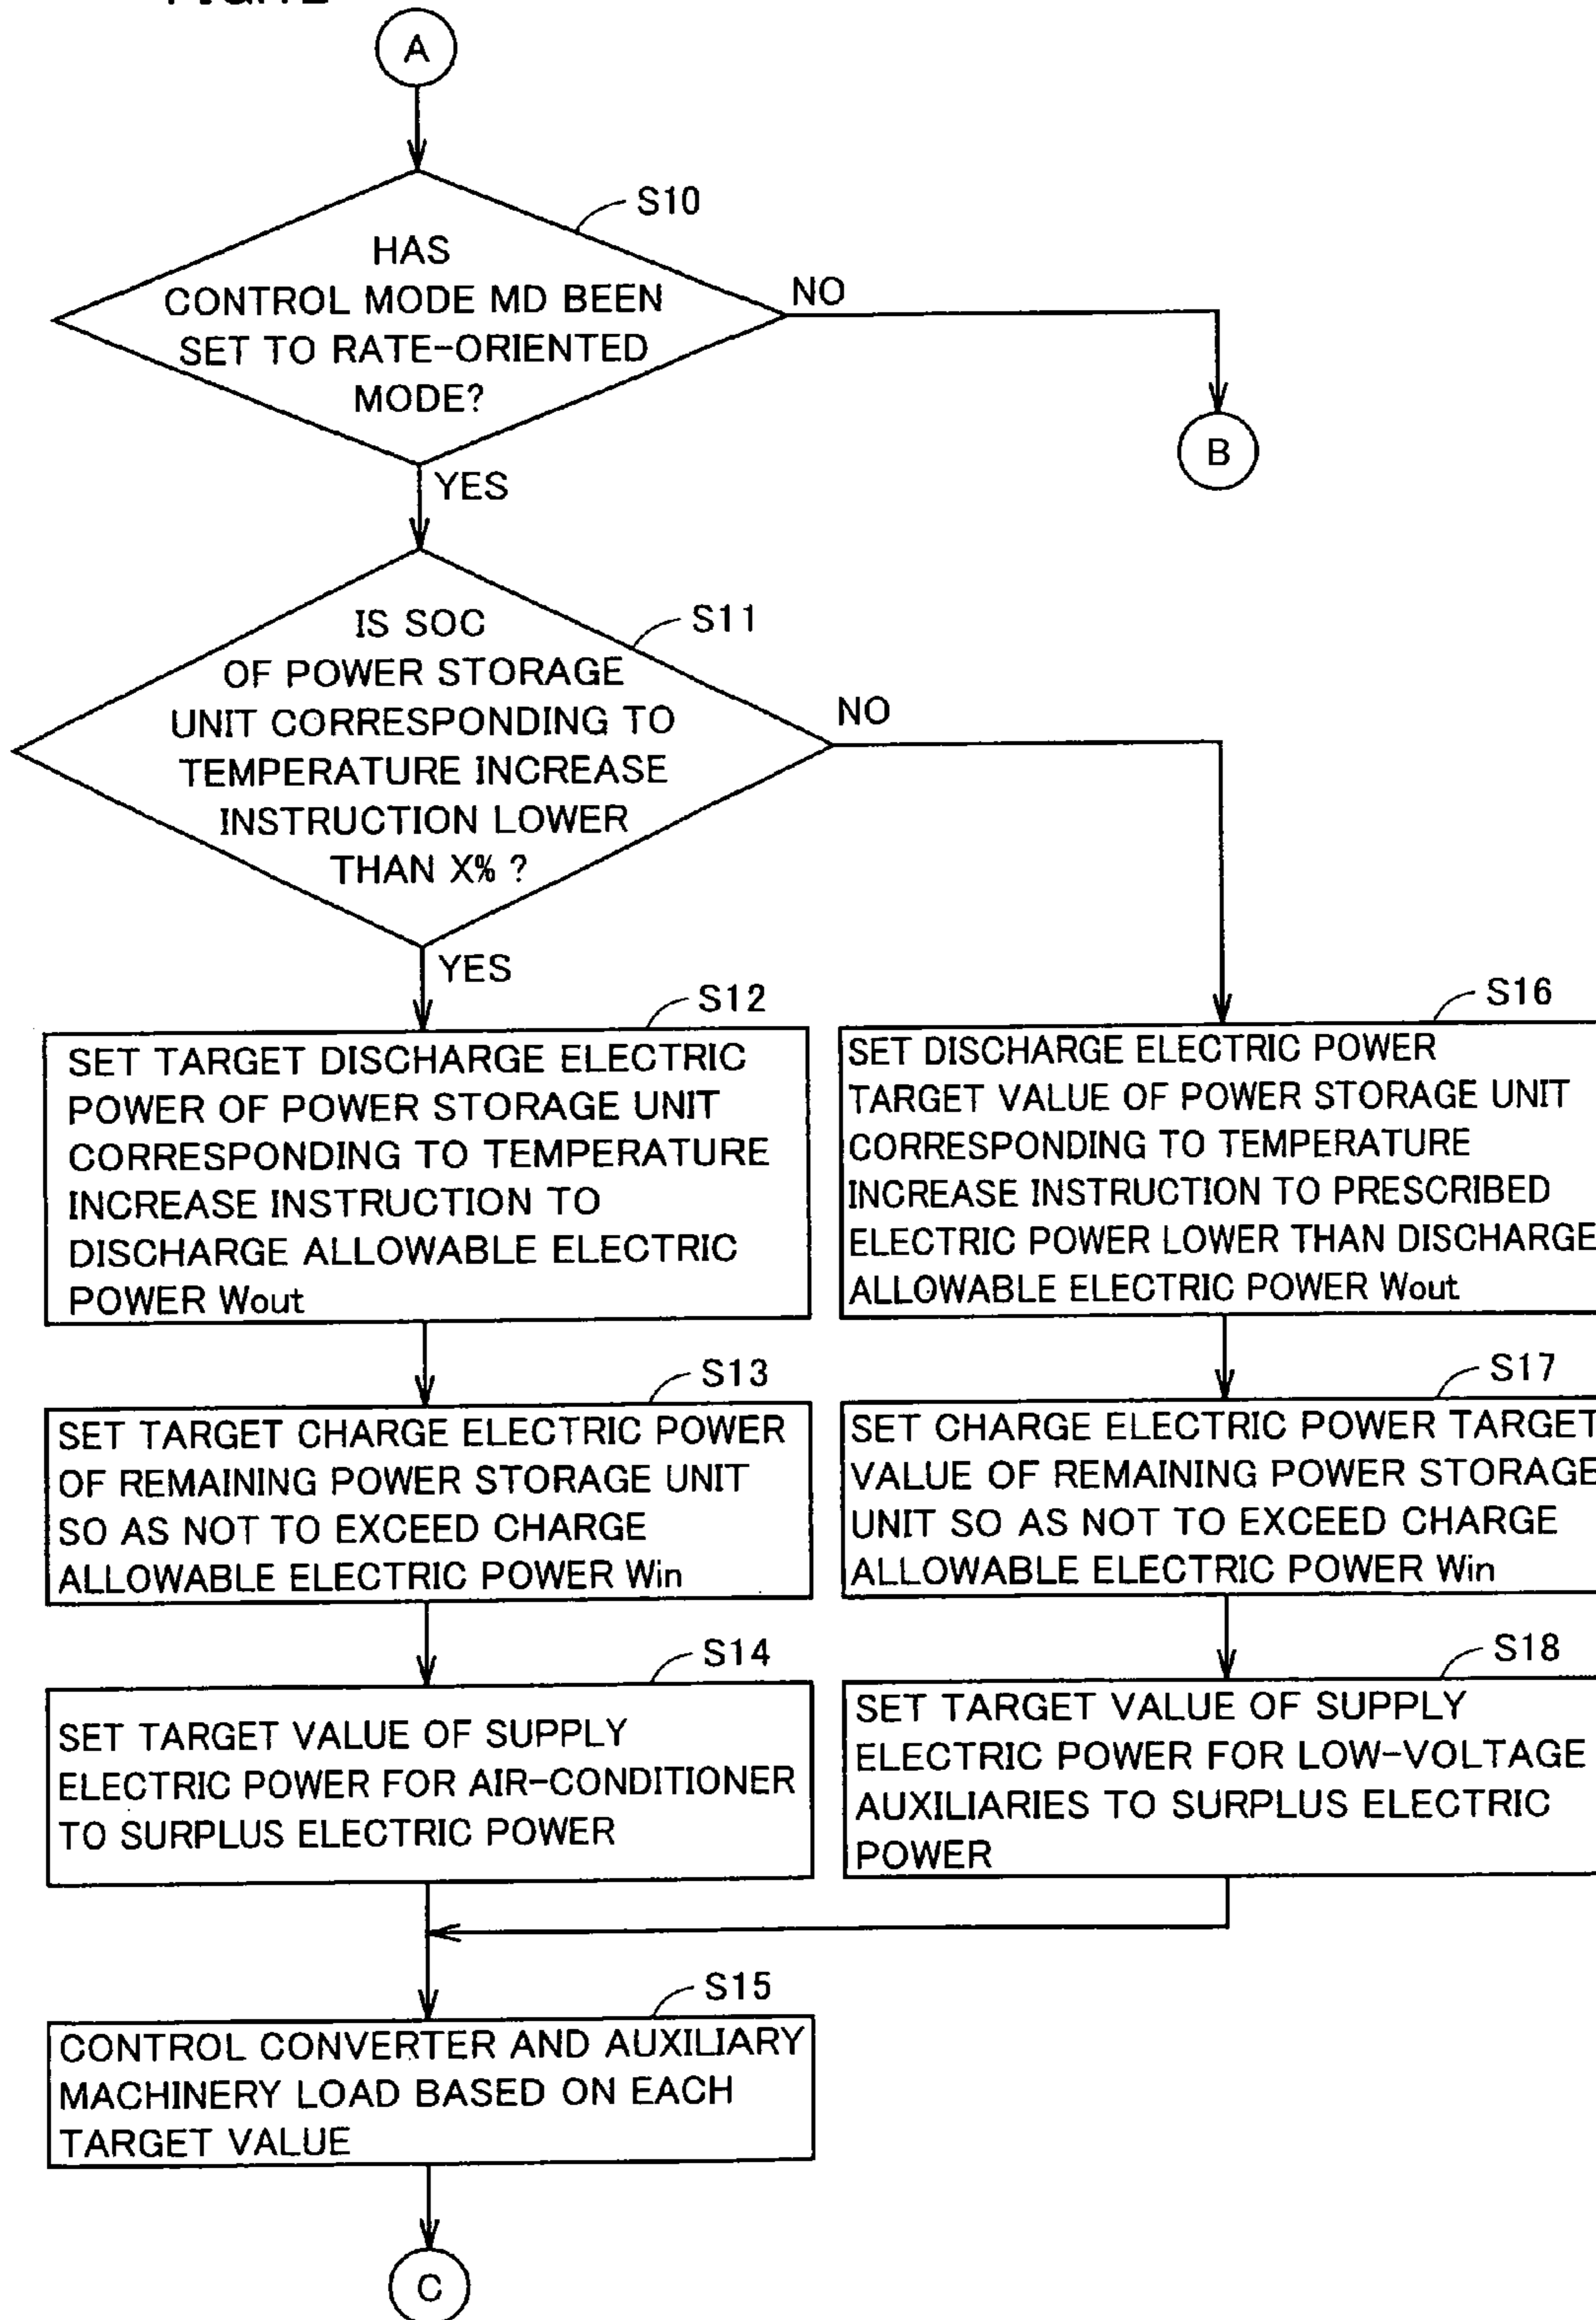 A
S10
HAS
CONTROL MODE MD BEEN
SET TO RATE-ORIENTED
MODE?
NO
B
YES
S11
IS SOC
OF POWER STORAGE
UNIT CORRESPONDING TO
TEMPERATURE INCREASE
INSTRUCTION LOWER
THAN X% ?
NO
YES
S12
SET TARGET DISCHARGE ELECTRIC
POWER OF POWER STORAGE UNIT
CORRESPONDING TO TEMPERATURE
INCREASE INSTRUCTION TO
DISCHARGE ALLOWABLE ELECTRIC
POWER Wout
S16
SET DISCHARGE ELECTRIC POWER
TARGET VALUE OF POWER STORAGE UNIT
CORRESPONDING TO TEMPERATURE
INCREASE INSTRUCTION TO PRESCRIBED
ELECTRIC POWER LOWER THAN DISCHARGE
ALLOWABLE ELECTRIC POWER Wout
S13
SET TARGET CHARGE ELECTRIC POWER
OF REMAINING POWER STORAGE UNIT
SO AS NOT TO EXCEED CHARGE
ALLOWABLE ELECTRIC POWER Win
S17
SET CHARGE ELECTRIC POWER TARGET
VALUE OF REMAINING POWER STORAGE
UNIT SO AS NOT TO EXCEED CHARGE
ALLOWABLE ELECTRIC POWER Win
S14
SET TARGET VALUE OF SUPPLY
ELECTRIC POWER FOR AIR-CONDITIONER
TO SURPLUS ELECTRIC POWER
S18
SET TARGET VALUE OF SUPPLY
ELECTRIC POWER FOR LOW-VOLTAGE
AUXILIARIES TO SURPLUS ELECTRIC
POWER
S15
CONTROL CONVERTER AND AUXILIARY
MACHINERY LOAD BASED ON EACH
TARGET VALUE
C